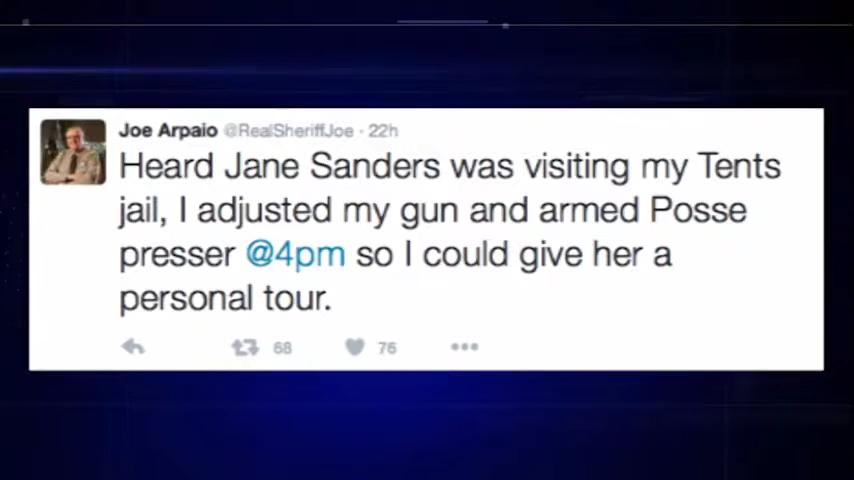 Joe Arpaio @RealSheriffJoe · 22h
Heard Jane Sanders was visiting my Tents
jail, I adjusted my gun and armed Posse
presser @4pm so I could give her a
personal tour.
68 76